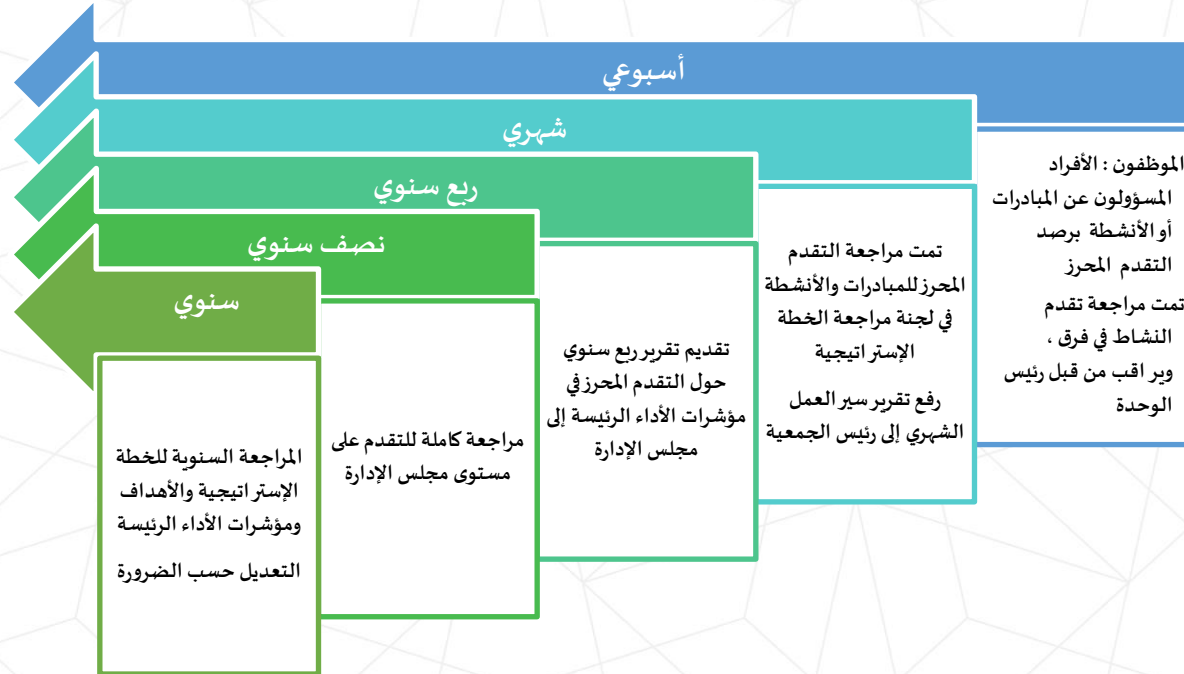 أسبوعي
الموظفون : الأفراد
المسؤولون عن المبادرات
أو الأنشطة برصد
التقدم المحرز
تمت مراجعة تقدم
النشاط في فرق ،
ويراقب من قبل رئيس
الوحدة
شهري
تمت مراجعة التقدم
المحرز للمبادرات والأنشطة
في لجنة مراجعة الخطة
الإستراتيجية
رفع تقرير سير العمل
الشهري إلى رئيس الجمعية
ربع سنوي
تقديم تقرير ربع سنوي
حول التقدم المحرز في
مؤشرات الأداء الرئيسة إلى
مجلس الإدارة
نصف سنوي
مراجعة كاملة للتقدم على
مستوى مجلس الإدارة
سنوي
المراجعة السنوية للخطة
الإستراتيجية والأهداف
ومؤشرات الأداء الرئيسة
التعديل حسب الضرورة